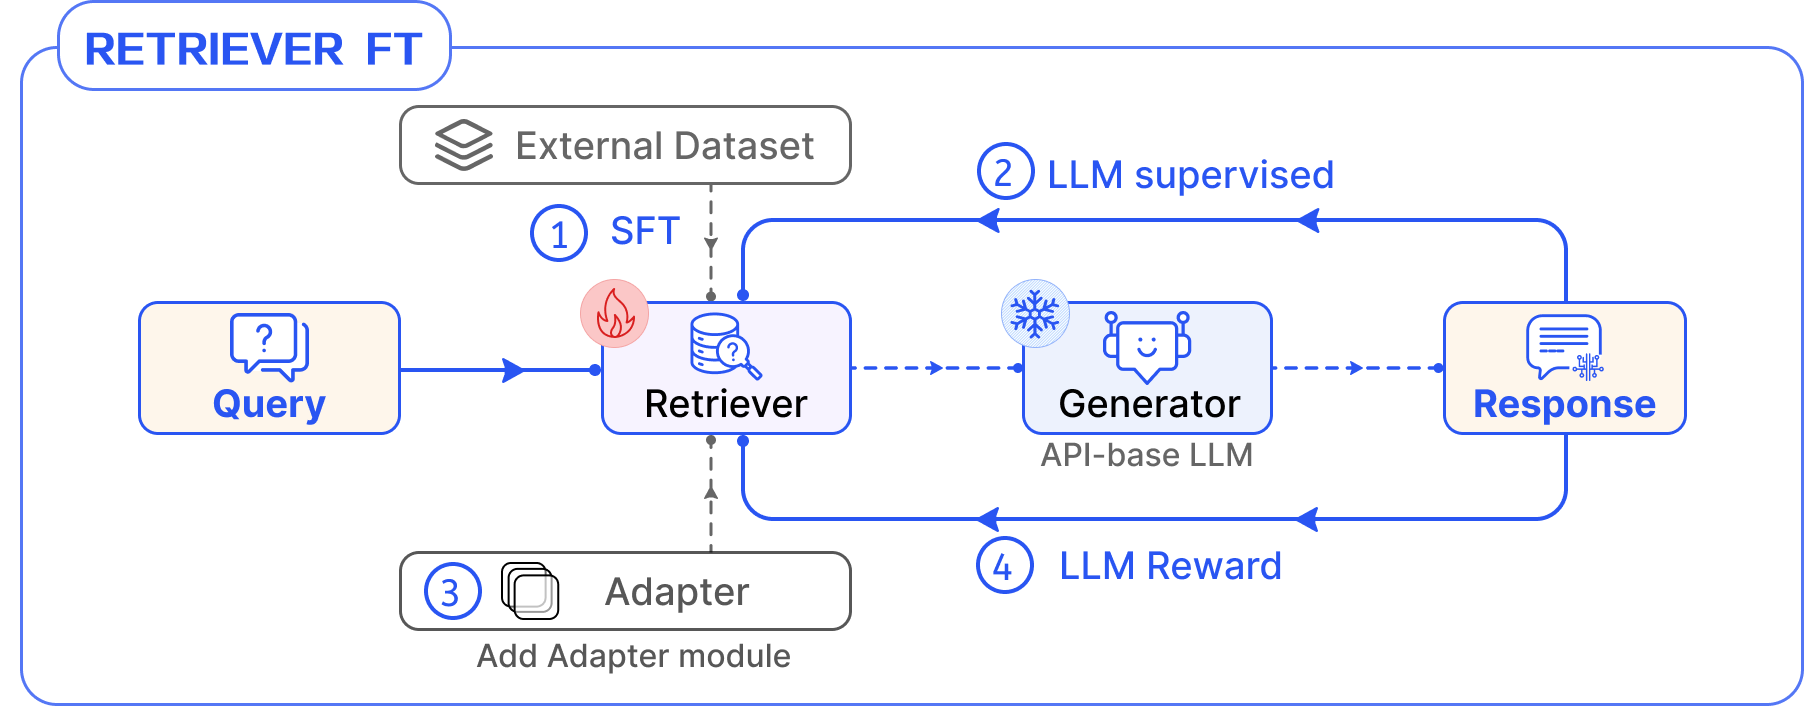 RETRIEVER FT
External Dataset
2 LLM supervised
1 SFT
?
?
Query
Retriever
Generator
Response
API-base LLM
3 Adapter
4 LLM Reward
Add Adapter module